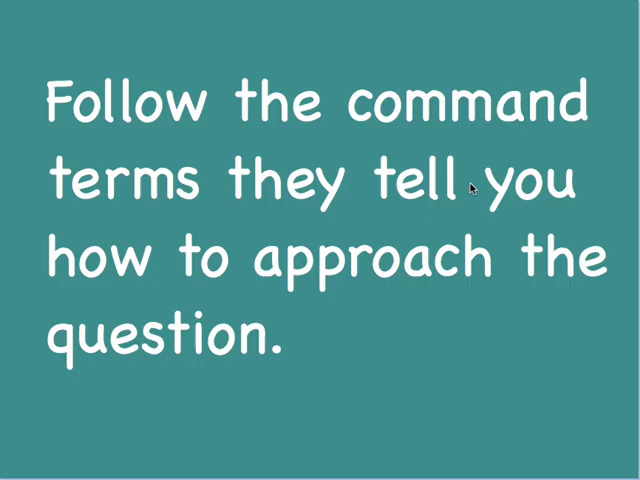 Follow the command
terms they tell you
how to approach the
question.